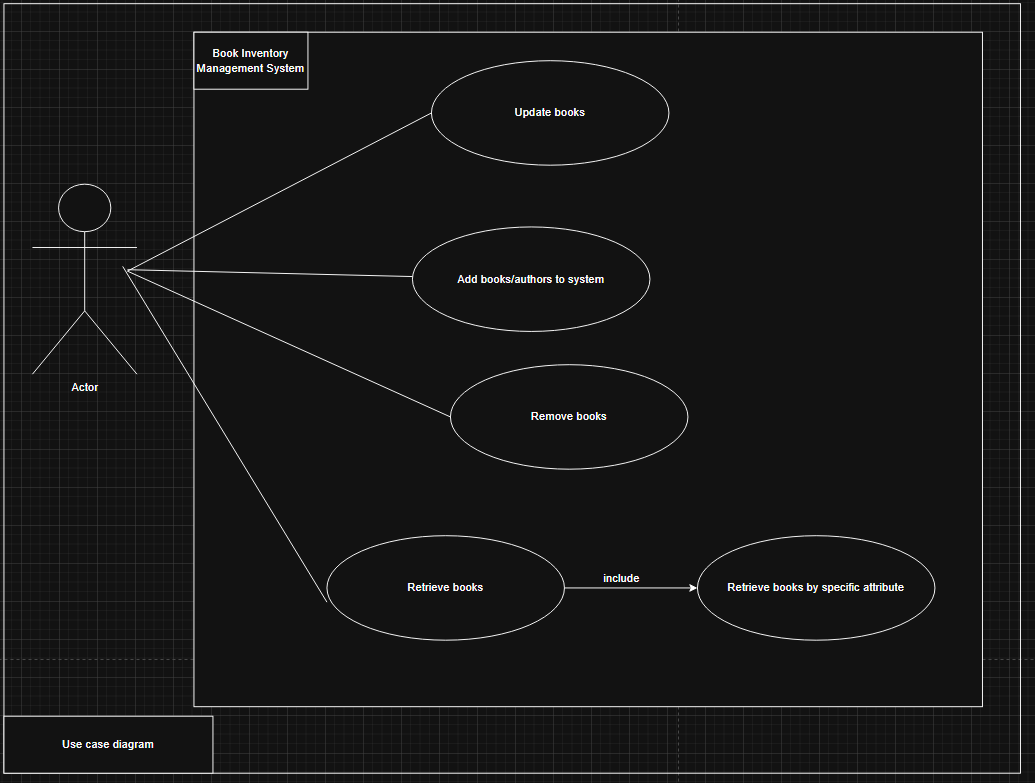 Book Inventory
Management System
Update books
Add books/authors to system
Actor
Remove books
include
Retrieve books
Retrieve books by specific attribute
Use case diagram